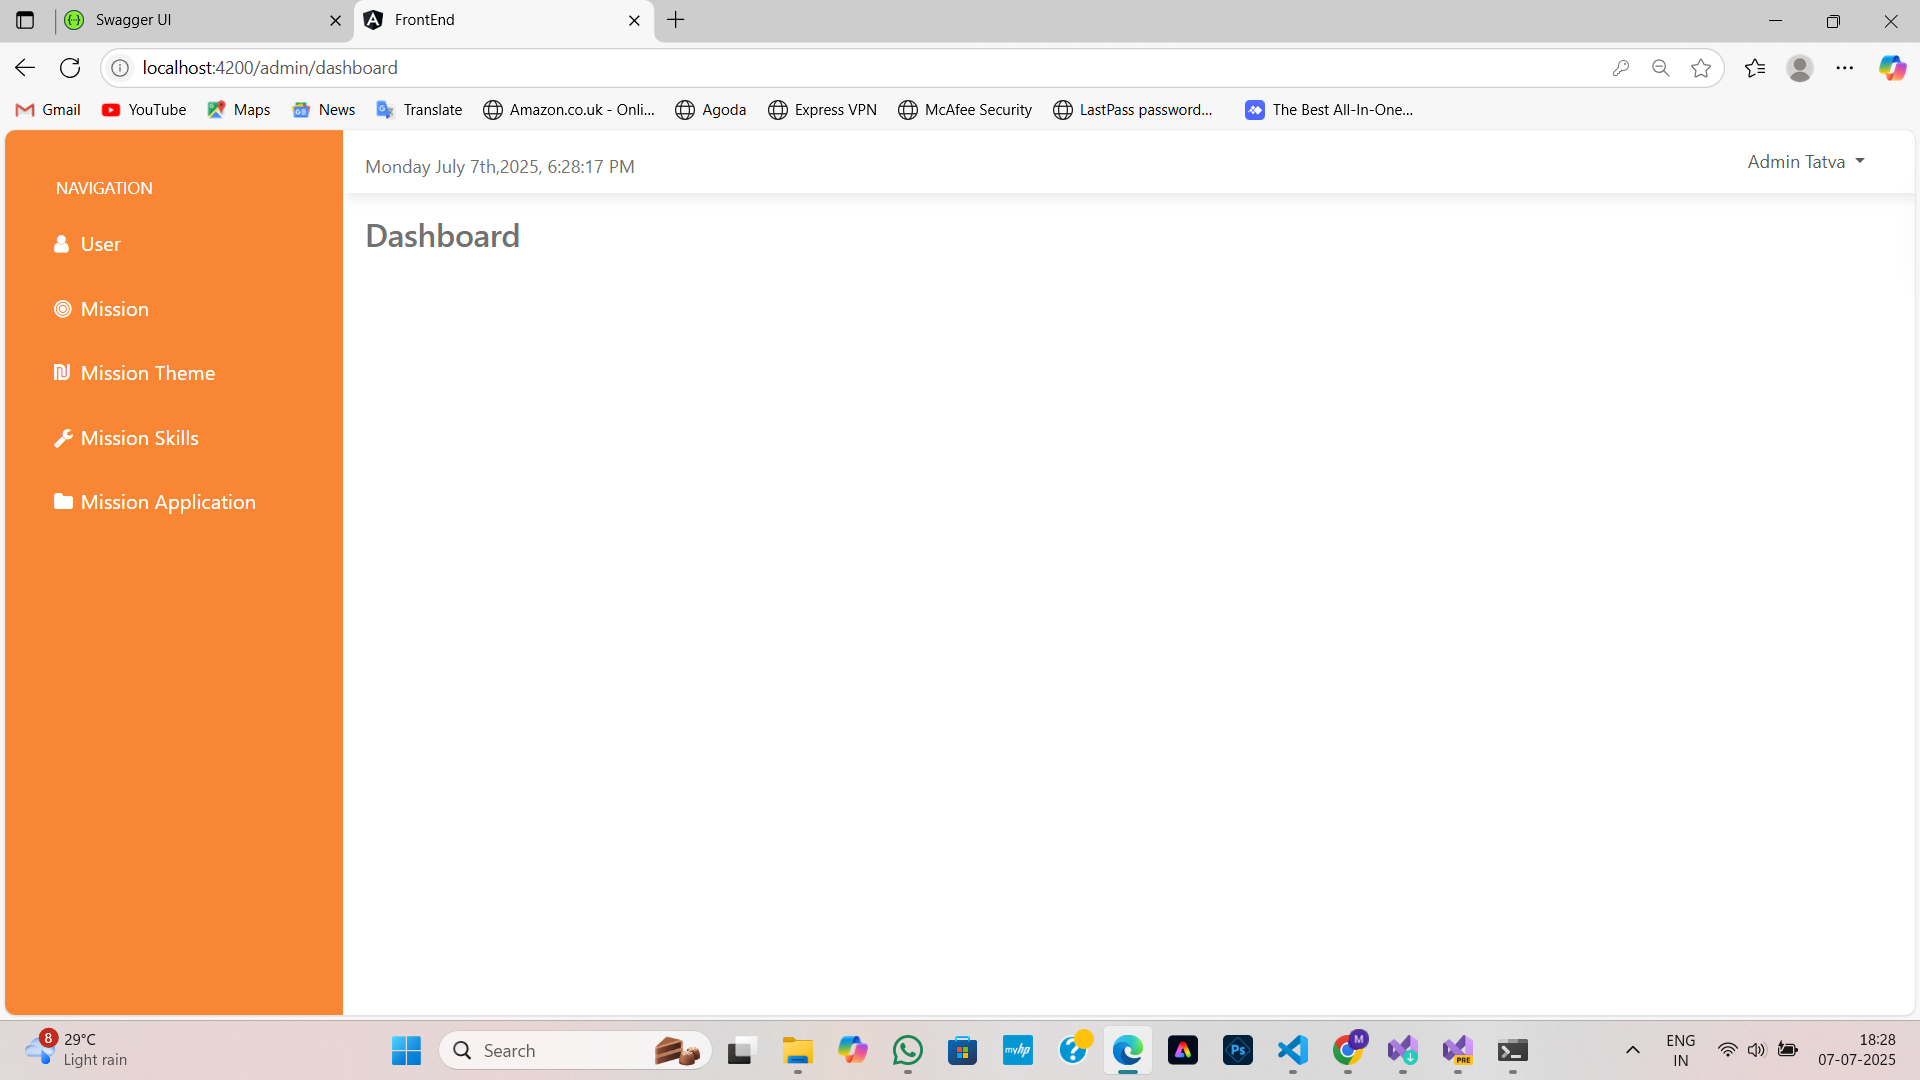 Swagger UI
FrontEnd
localhost:4200/admin/dashboard
Gmail
YouTube
Maps
News
Translate
Amazon.co.uk - Onli...
Agoda
Express VPN
McAfee Security
LastPass password...
The Best All-In-One...
NAVIGATION
User
Mission
Mission Theme
Mission Skills
Mission Application
Monday July 7th,2025, 6:28:17 PM
Admin Tatva
Dashboard
8
29°C
Light rain
Search
myhp
Ps
M
PRE
ENG
IN
18:28
07-07-2025